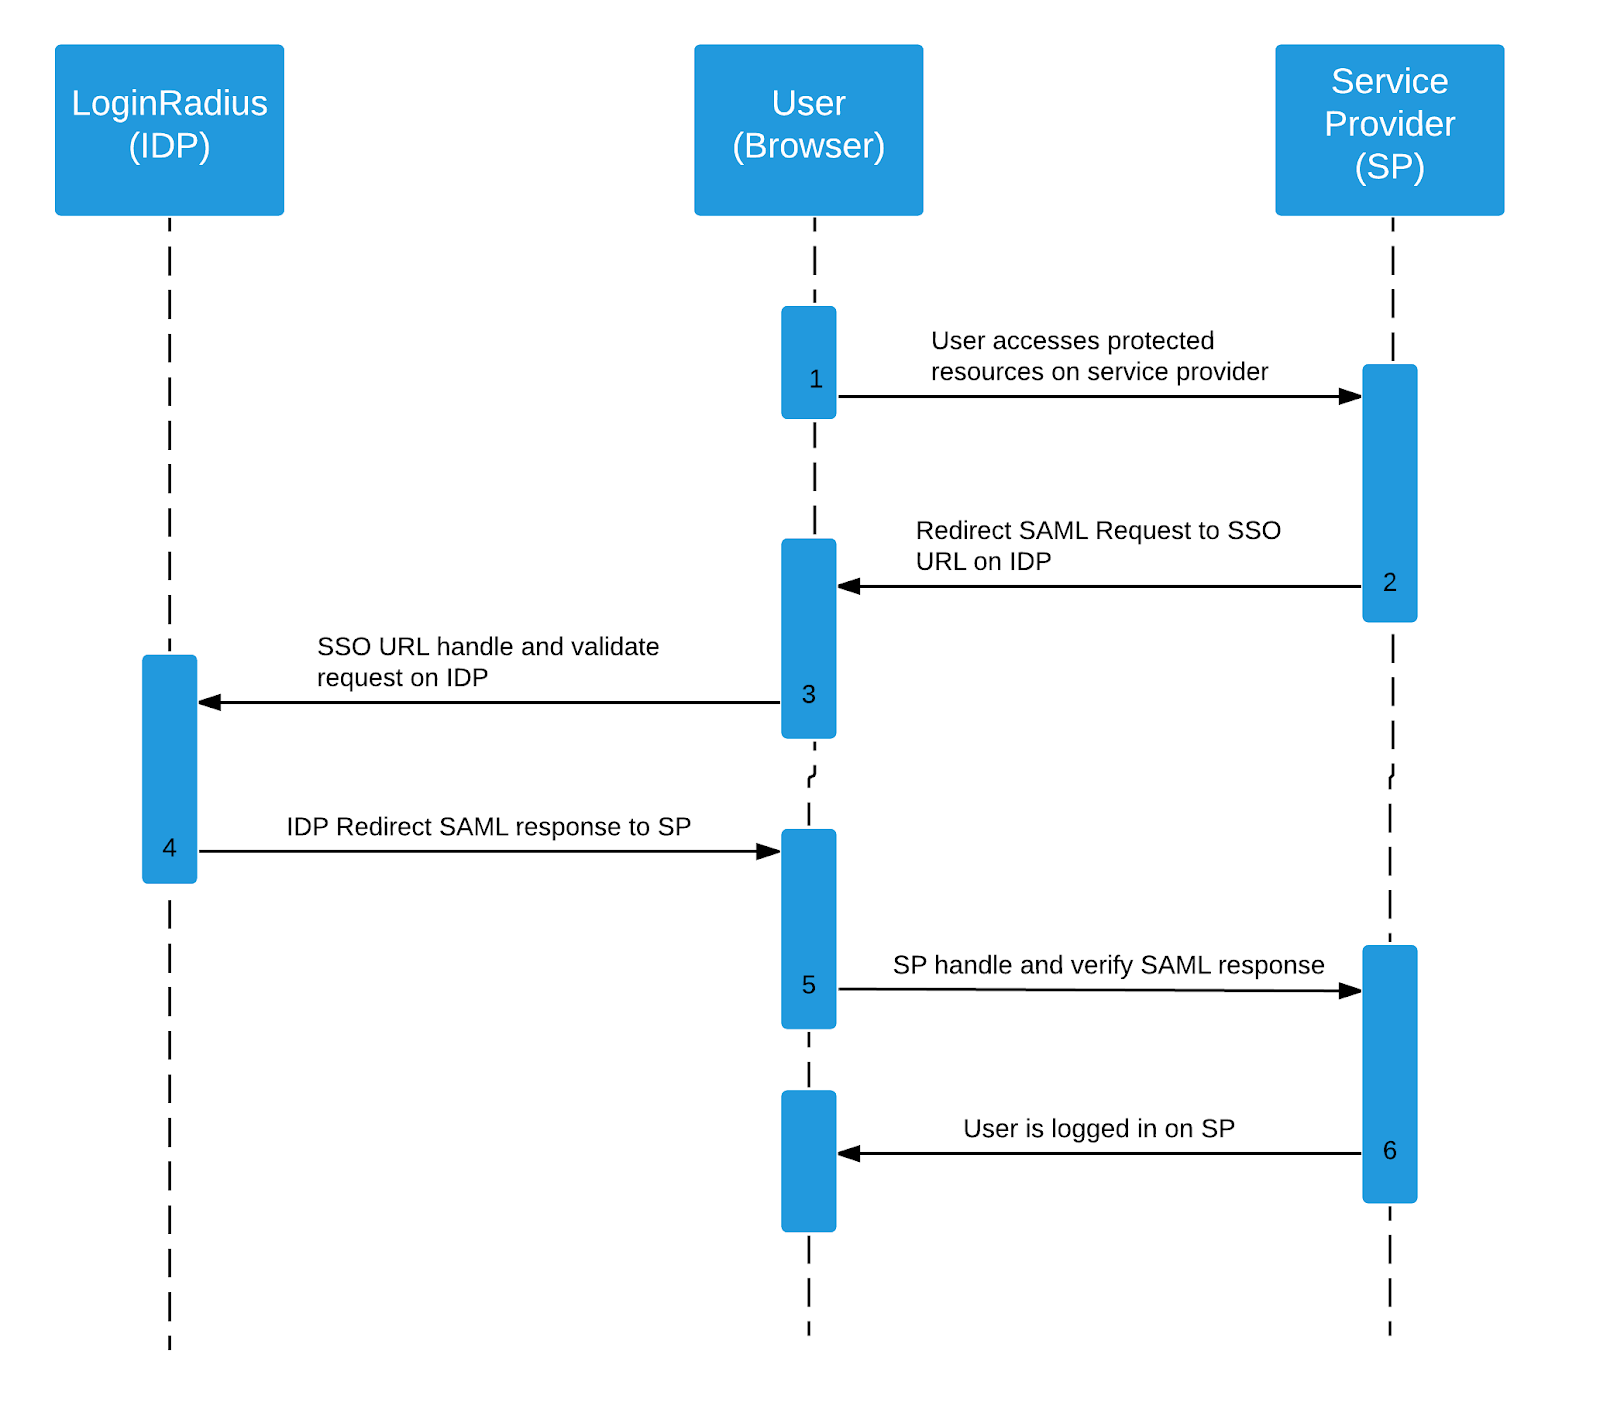 LoginRadius
(IDP)
User
(Browser)
Service
Provider
(SP)
User accesses protected
resources on service provider
1
Redirect SAML Request to SSO
URL on IDP
2
SSO URL handle and validate
request on IDP
3
IDP Redirect SAML response to SP
4
SP handle and verify SAML response
5
User is logged in on SP
6